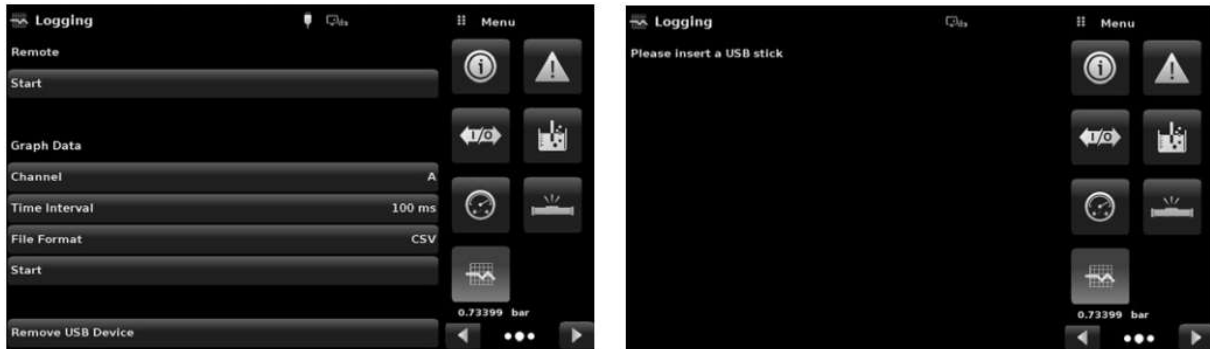 Logging
Menu
Remote
Start
I/O
Graph Data
Channel A
Time Interval 100 ms
File Format CSV
Start
0.73399 bar
Remove USB Device
Logging
Menu
Please insert a USB stick
I/O
0.73399 bar